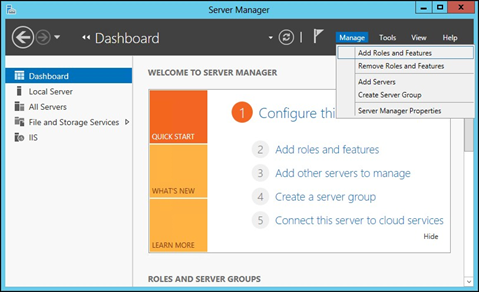 Server Manager
Dashboard
Manage Tools View Help
Add Roles and Features
Remove Roles and Features
Add Servers
Create Server Group
Server Manager Properties
Dashboard
Local Server
All Servers
File and Storage Services
IIS
WELCOME TO SERVER MANAGER
QUICK START
WHAT'S NEW
LEARN MORE
1 Configure thi
2 Add roles and features
3 Add other servers to manage
4 Create a server group
5 Connect this server to cloud services
Hide
ROLES AND SERVER GROUPS